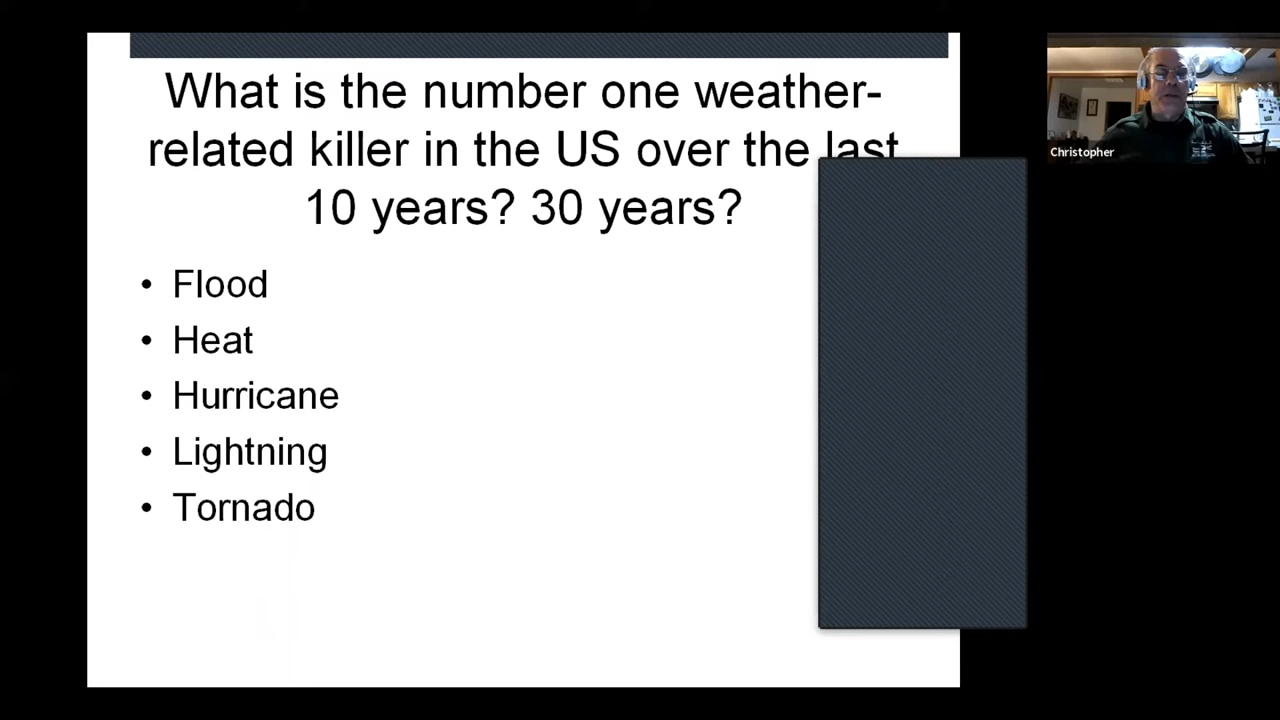 What is the number one weather-
related killer in the US over the last
10 years? 30 years?
• Flood
• Heat
• Hurricane
• Lightning
• Tornado
Christopher